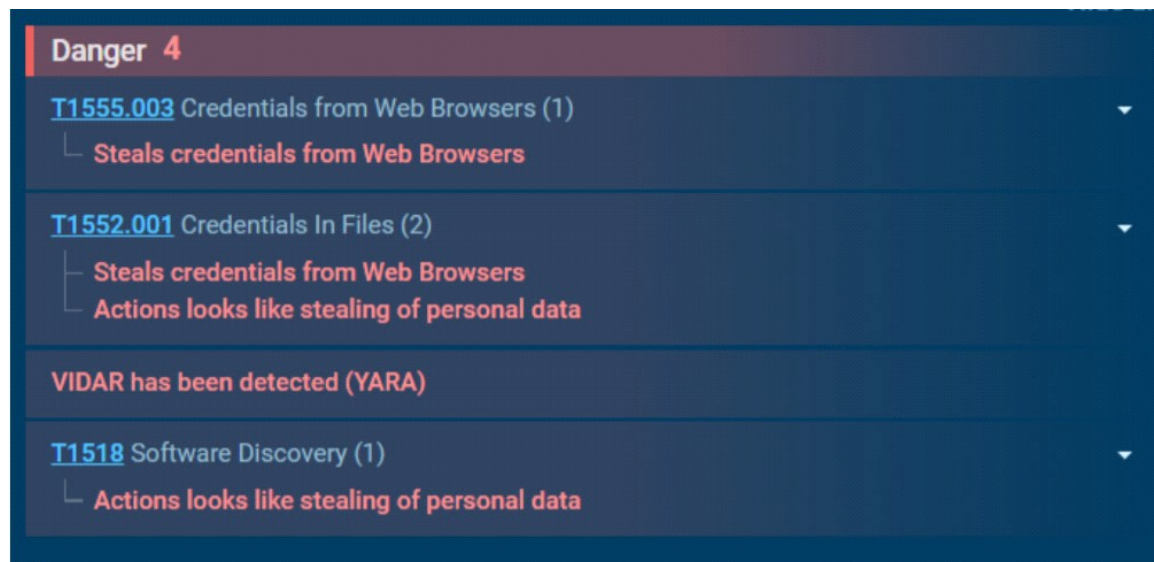 Danger 4
T1555.003 Credentials from Web Browsers (1)
Steals credentials from Web Browsers
T1552.001 Credentials In Files (2)
Steals credentials from Web Browsers
Actions looks like stealing of personal data
VIDAR has been detected (YARA)
T1518 Software Discovery (1)
Actions looks like stealing of personal data